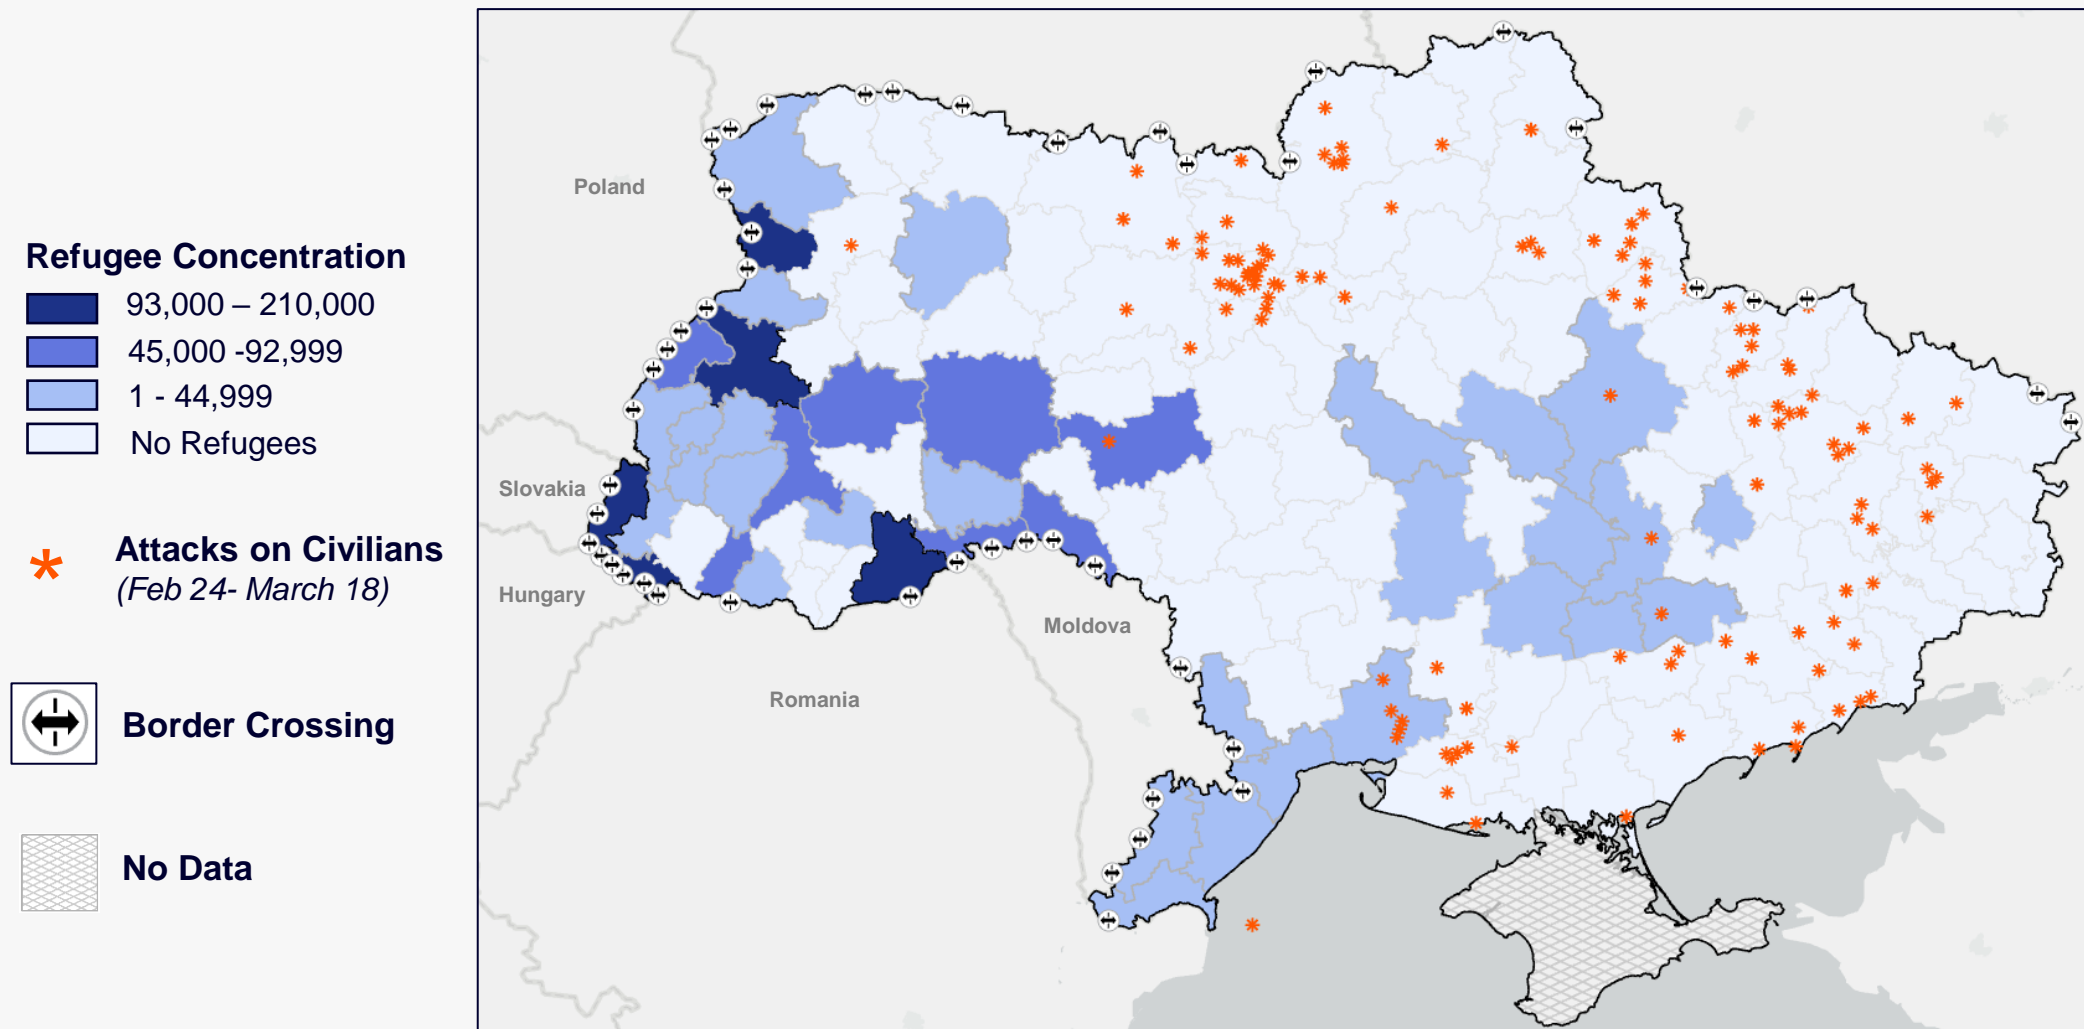 Refugee Concentration
93,000 – 210,000
45,000 -92,999
1 - 44,999
No Refugees
Attacks on Civilians
(Feb 24- March 18)
Border Crossing
No Data
Poland
Slovakia
Hungary
Romania
Moldova